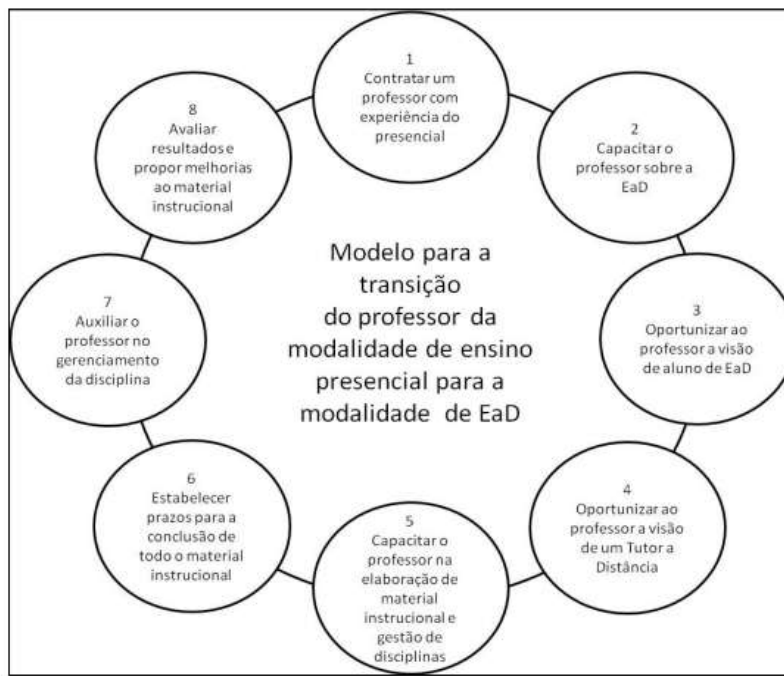 1
Contratar um
professor com
experiência do
presencial
2
Capacitar o
professor sobre a
EaD
3
Oportunizar ao
professor a visão
de aluno de EaD
4
Oportunizar ao
professor a visão
de um Tutor a
Distância
5
Capacitar o
professor na
elaboração de
material
instrucional e
gestão de
disciplinas
6
Estabelecer
prazos para a
conclusão de
todo o material
instrucional
7
Auxiliar o
professor no
gerenciamento
da disciplina
8
Avaliar
resultados e
propor melhorias
ao material
instrucional
Modelo para a
transição
do professor da
modalidade de ensino
presencial para a
modalidade de EaD